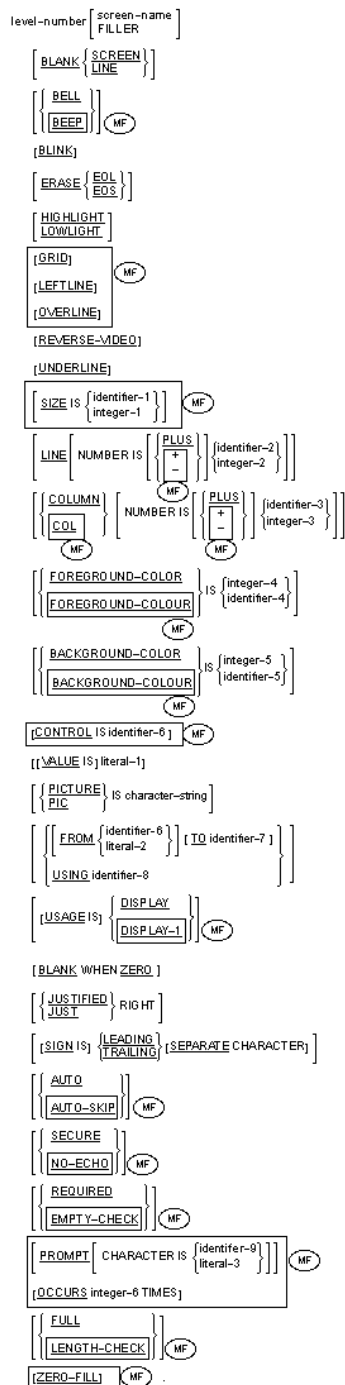 level-number [ screen-name
FILLER ]
[ BLANK { SCREEN
LINE } ]
[ { BELL
BEEP } ] MF
[BLINK]
[ ERASE { EOL
EOS } ]
[ HIGHLIGHT
LOWLIGHT ]
[GRID]
[LEFTLINE] MF
[OVERLINE]
[REVERSE-VIDEO]
[UNDERLINE]
[ SIZE IS { identifier-1
integer-1 } ] MF
[ LINE [ NUMBER IS [ { PLUS
+
- } ] { identifier-2
integer-2 } ] ]
MF
[ { COLUMN
COL } [ NUMBER IS [ { PLUS
+
- } ] { identifier-3
integer-3 } ] ]
MF MF
[ { FOREGROUND-COLOR
FOREGROUND-COLOUR } IS { integer-4
identifier-4 } ]
MF
[ { BACKGROUND-COLOR
BACKGROUND-COLOUR } IS { integer-5
identifier-5 } ]
MF
[CONTROL IS identifier-6 ] MF
[[VALUE IS] literal-1]
[ { PICTURE
PIC } IS character-string ]
[ { [ FROM { identifier-6
literal-2 } ] [ TO identifier-7 ]
USING identifier-8 } ]
[ [USAGE IS] { DISPLAY
DISPLAY-1 } ] MF
[BLANK WHEN ZERO ]
[ { JUSTIFIED
JUST } RIGHT ]
[ [SIGN IS] { LEADING
TRAILING } [SEPARATE CHARACTER] ]
[ { AUTO
AUTO-SKIP } ] MF
[ { SECURE
NO-ECHO } ] MF
[ { REQUIRED
EMPTY-CHECK } ] MF
[ PROMPT [ CHARACTER IS { identifer-9
literal-3 } ] ] MF
[OCCURS integer-6 TIMES]
[ { FULL
LENGTH-CHECK } ] MF
[ZERO-FILL] MF .